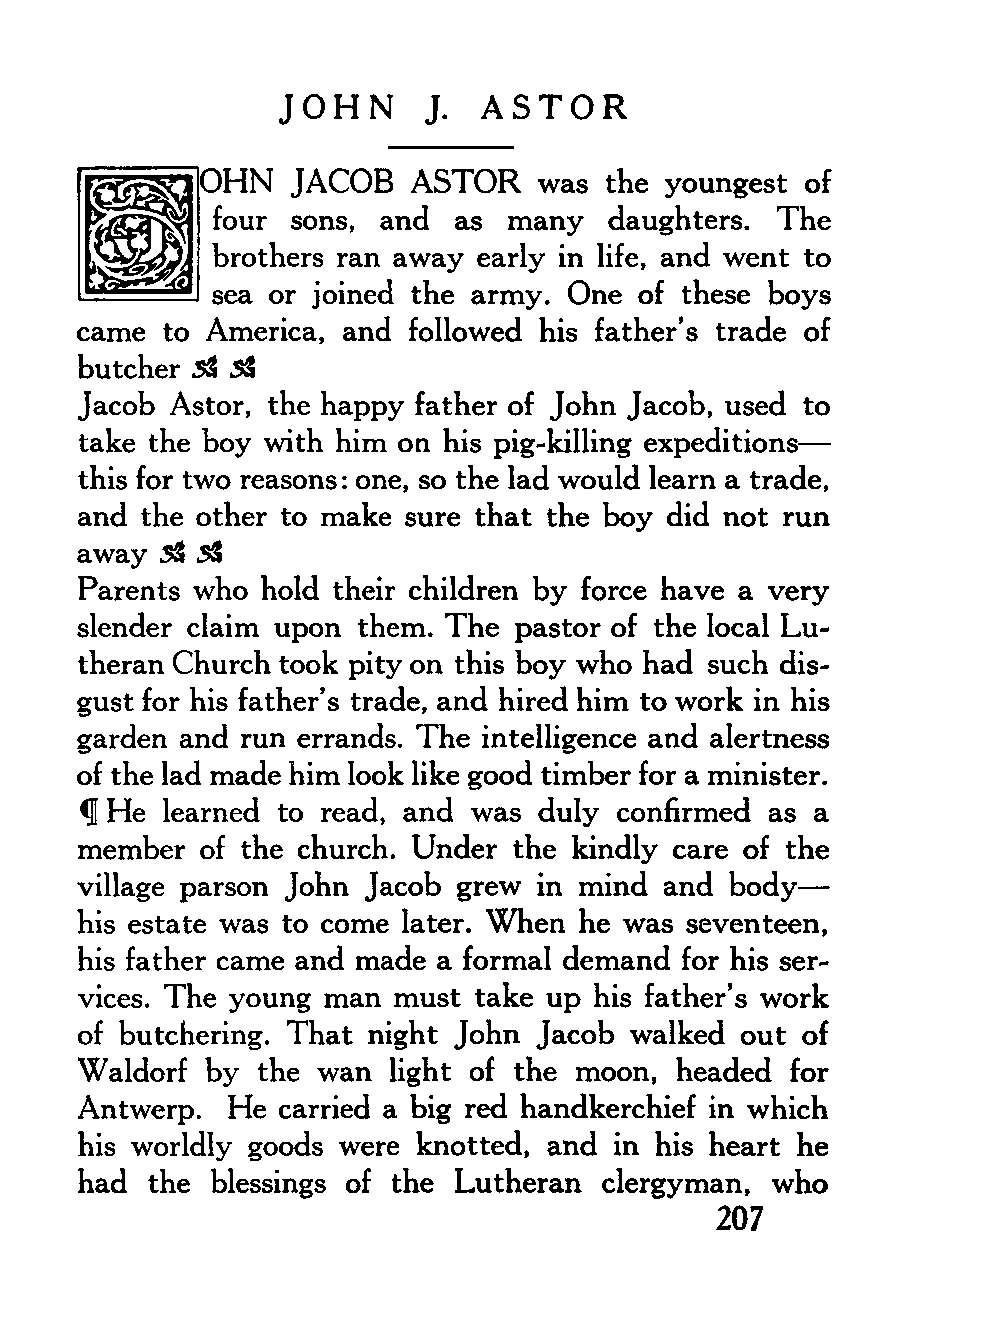 JOHN J. ASTOR
JOHN JACOB ASTOR was the youngest of
four sons, and as many daughters. The
brothers ran away early in life, and went to
sea or joined the army. One of these boys
came to America, and followed his father's trade of
butcher
Jacob Astor, the happy father of John Jacob, used to
take the boy with him on his pig-killing expeditions—
this for two reasons: one, so the lad would learn a trade,
and the other to make sure that the boy did not run
away
Parents who hold their children by force have a very
slender claim upon them. The pastor of the local Lu-
theran Church took pity on this boy who had such dis-
gust for his father's trade, and hired him to work in his
garden and run errands. The intelligence and alertness
of the lad made him look like good timber for a minister.
¶ He learned to read, and was duly confirmed as a
member of the church. Under the kindly care of the
village parson John Jacob grew in mind and body—
his estate was to come later. When he was seventeen,
his father came and made a formal demand for his ser-
vices. The young man must take up his father's work
of butchering. That night John Jacob walked out of
Waldorf by the wan light of the moon, headed for
Antwerp. He carried a big red handkerchief in which
his worldly goods were knotted, and in his heart he
had the blessings of the Lutheran clergyman, who
207